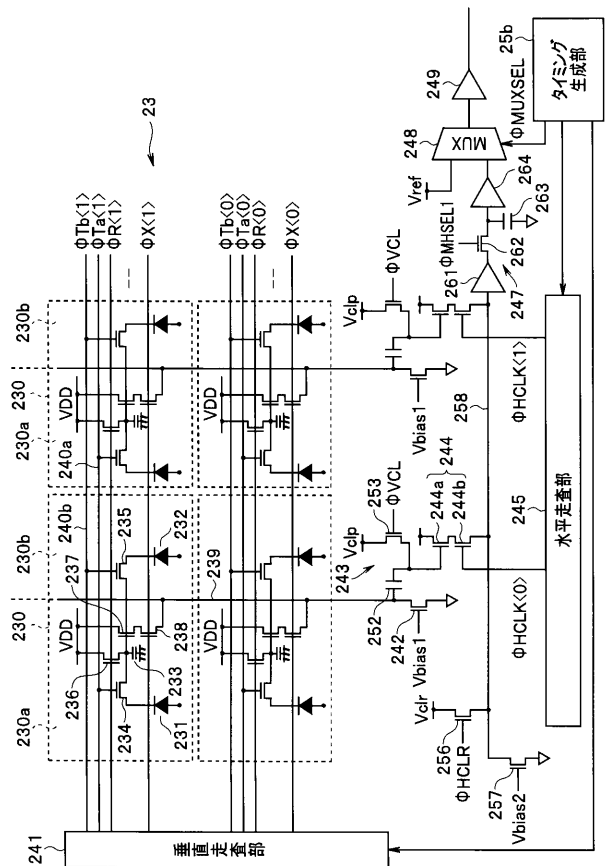 23
ΦTb<1>
ΦTa<1>
ΦR<1>
ΦX<1>
ΦTb<0>
ΦTa<0>
ΦR<0>
ΦX<0>
230b
230
230a
240a
VDD
VDD
240b
230b
230
230a
235
237
232
VDD
236
234
231
233
238
239
VDD
241
垂直走査部
Vclp
ΦVCL
Vbias1
Vclp
253
ΦVCL
243
252
242
Vbias1
244
244a
244b
Vclr
256
ΦHCLR
257
Vbias2
258
ΦHCLK<0>
ΦHCLK<1>
245
水平走査部
261
247
ΦMHSEL1
262
263
264
Vref
248
MUX
ΦMUXSEL
249
25b
タイミング
生成部